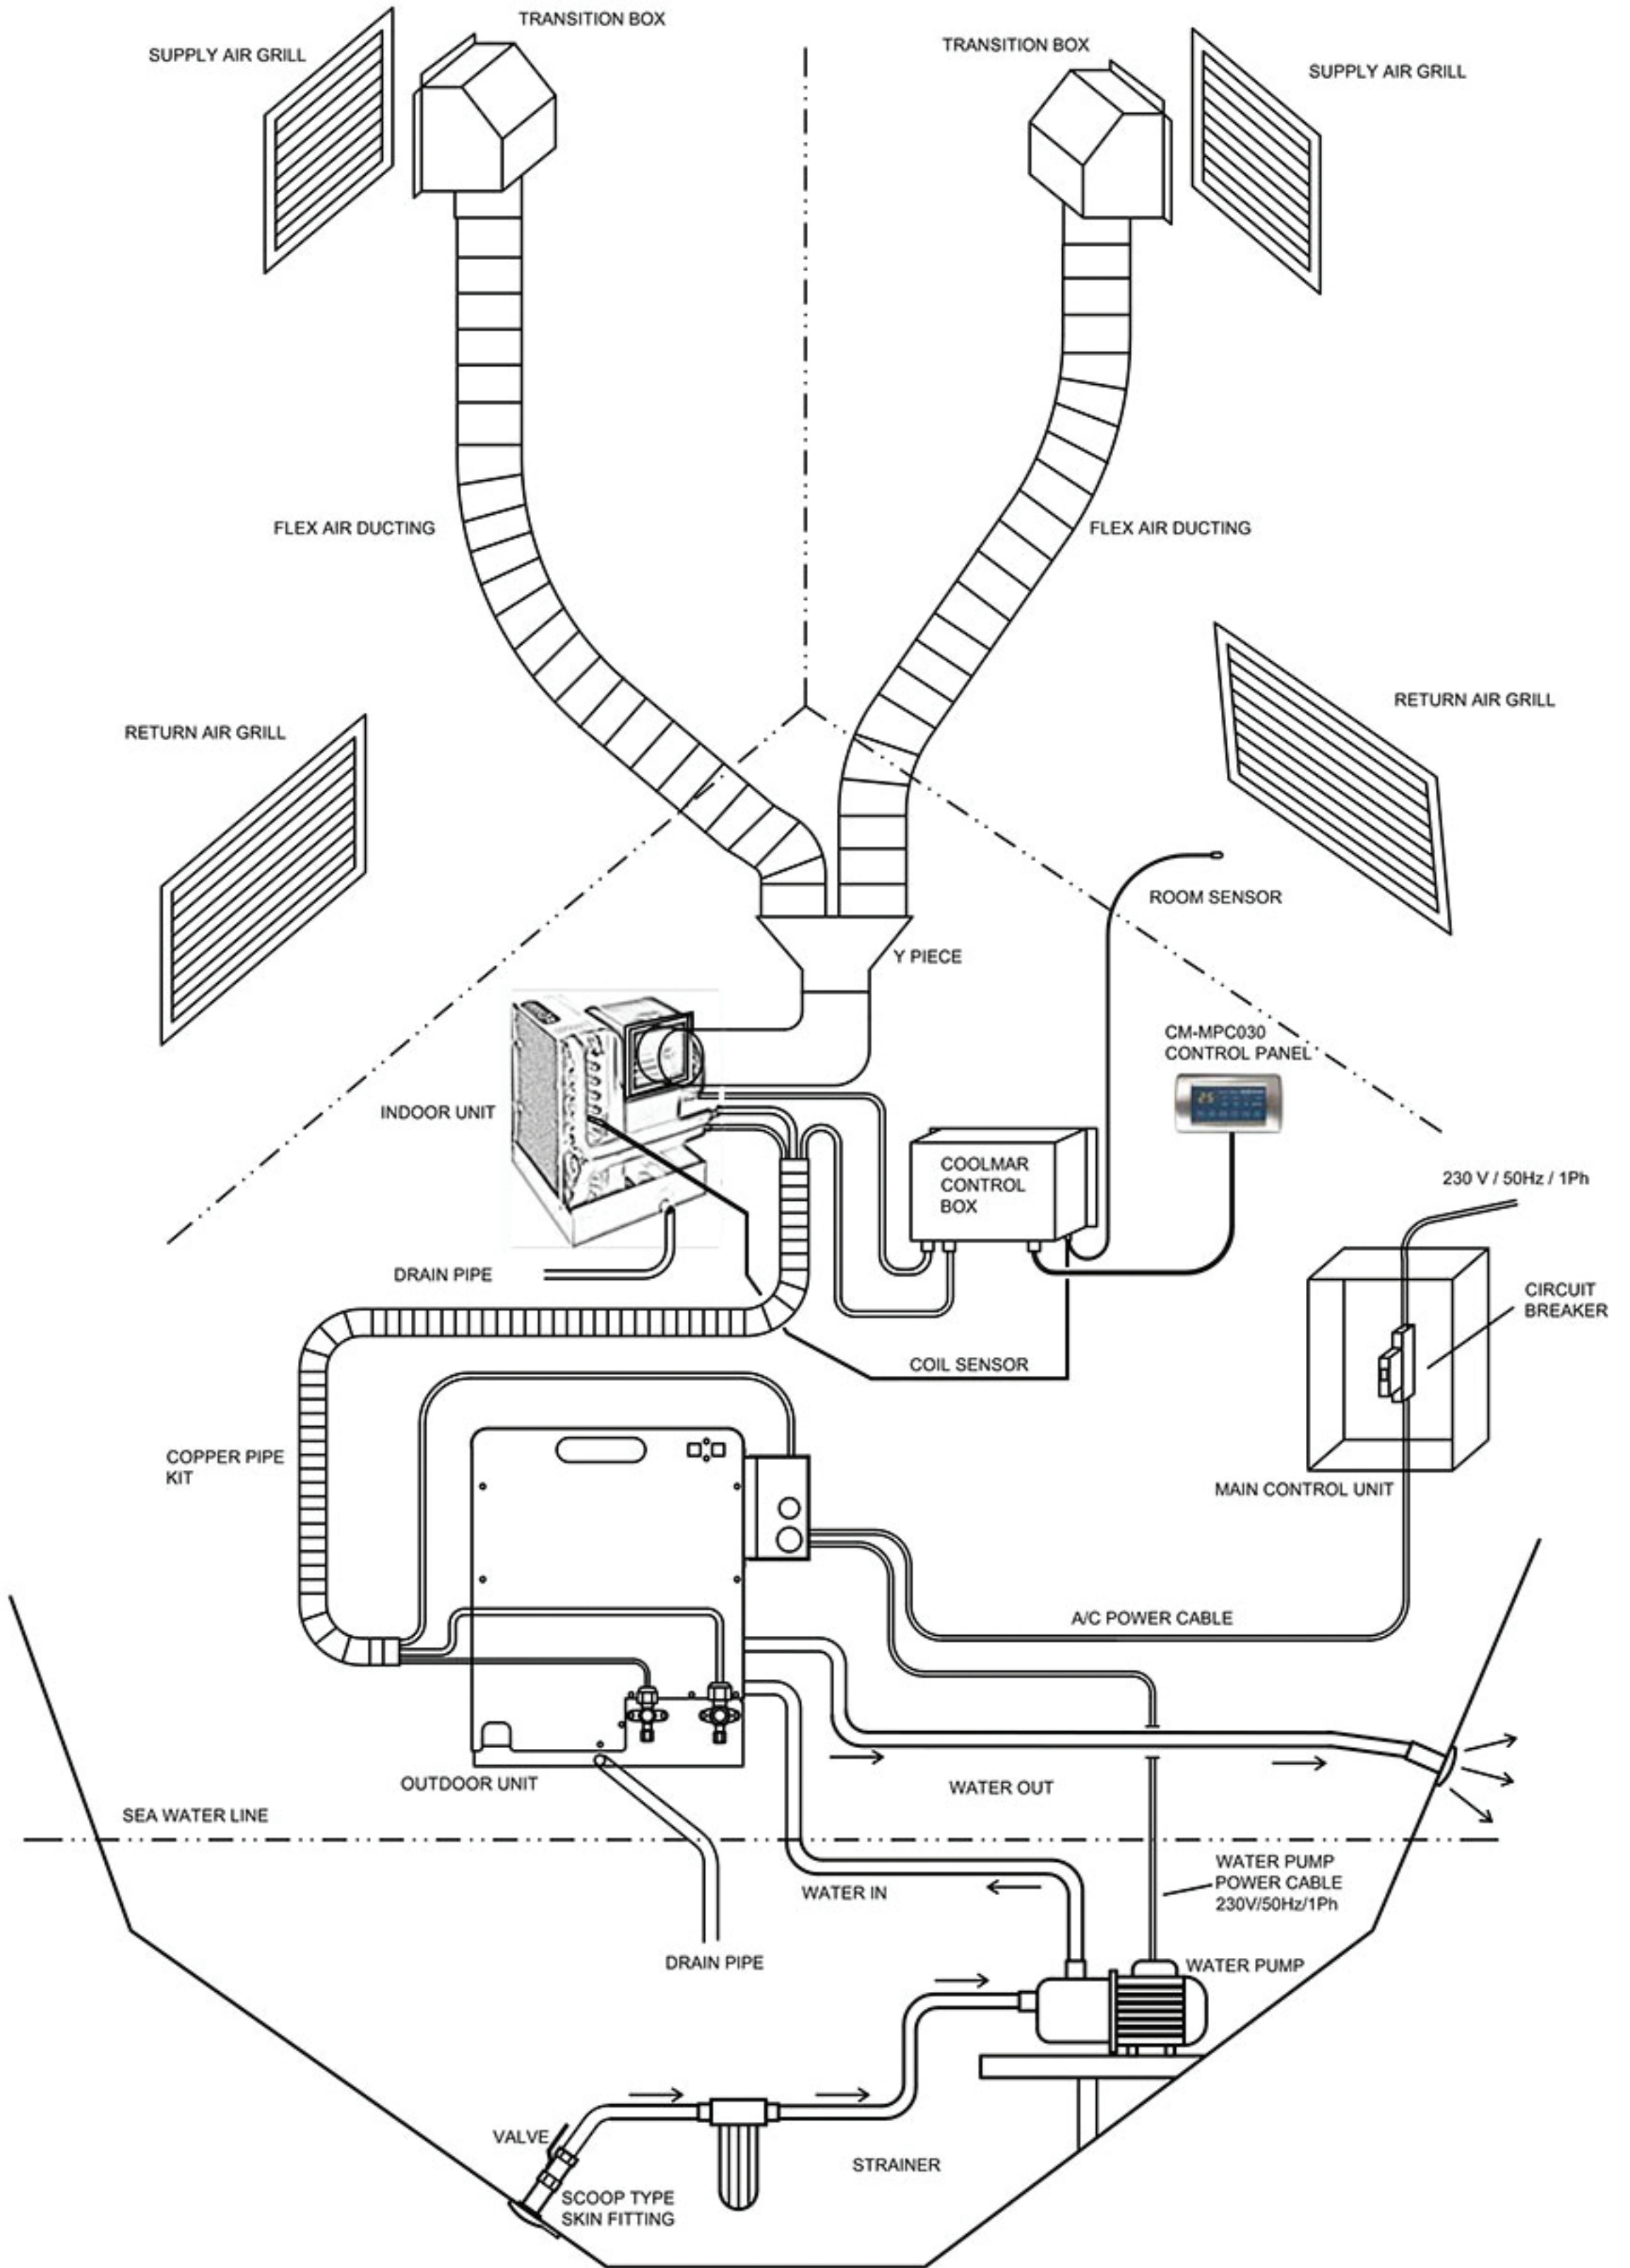 TRANSITION BOX
SUPPLY AIR GRILL
TRANSITION BOX
SUPPLY AIR GRILL
FLEX AIR DUCTING
FLEX AIR DUCTING
RETURN AIR GRILL
RETURN AIR GRILL
ROOM SENSOR
Y PIECE
CM-MPC030
CONTROL PANEL
25
INDOOR UNIT
COOLMAR
CONTROL
BOX
230 V / 50Hz / 1Ph
DRAIN PIPE
CIRCUIT
BREAKER
COIL SENSOR
COPPER PIPE
KIT
MAIN CONTROL UNIT
A/C POWER CABLE
OUTDOOR UNIT
WATER OUT
SEA WATER LINE
WATER PUMP
POWER CABLE
230V/50Hz/1Ph
WATER IN
DRAIN PIPE
WATER PUMP
VALVE
STRAINER
SCOOP TYPE
SKIN FITTING